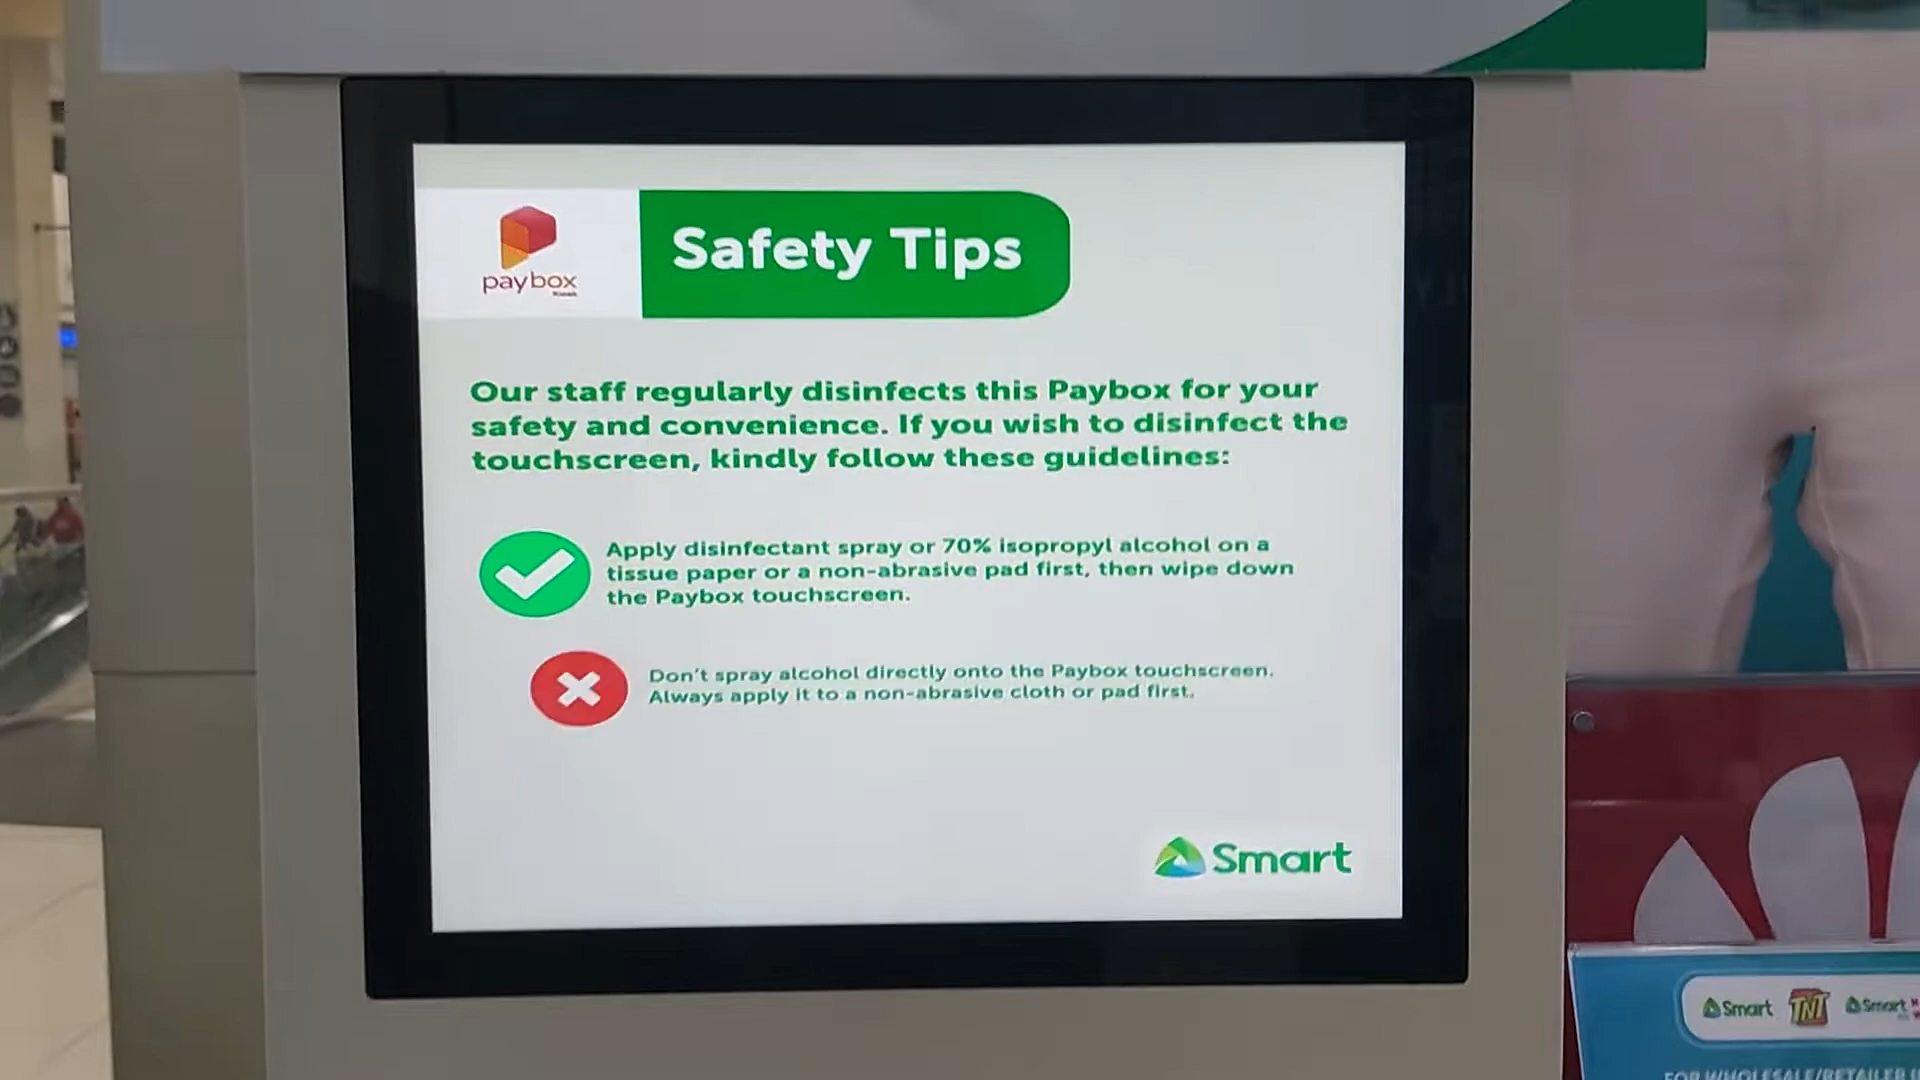 paybox
Kiosk
Safety Tips
Our staff regularly disinfects this Paybox for your
safety and convenience. If you wish to disinfect the
touchscreen, kindly follow these guidelines:
Apply disinfectant spray or 70% isopropyl alcohol on a
tissue paper or a non-abrasive pad first, then wipe down
the Paybox touchscreen.
Don't spray alcohol directly onto the Paybox touchscreen.
Always apply it to a non-abrasive cloth or pad first.
Smart
Smart TNT Smart
FOR WHOLESALE/RETAILER